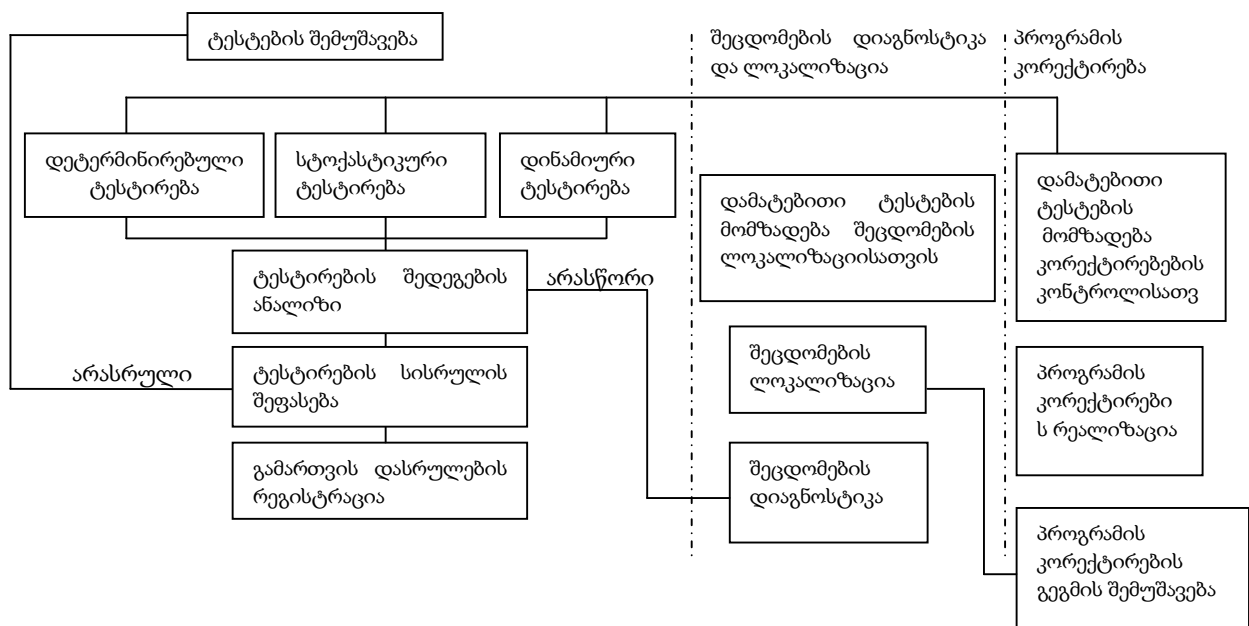 ტესტების შემუშავება
შეცდომების დიაგნოსტიკა
და ლოკალიზაცია
პროგრამის
კორექტირება
დეტერმინირებული
ტესტირება
სტოქასტიკური
ტესტირება
დინამიური
ტესტირება
დამატებითი ტესტების
მომზადება შეცდომების
ლოკალიზაციისათვის
დამატებითი
ტესტების
მომზადება
კორექტირებების
კონტროლისათვ
ტესტირების შედეგების
ანალიზი
არასწორი
არასრული
ტესტირების სისრულის
შეფასება
შეცდომების
ლოკალიზაცია
პროგრამის
კორექტირები
ს რეალიზაცია
გამართვის დასრულების
რეგისტრაცია
შეცდომების
დიაგნოსტიკა
პროგრამის
კორექტირების
გეგმის შემუშავება